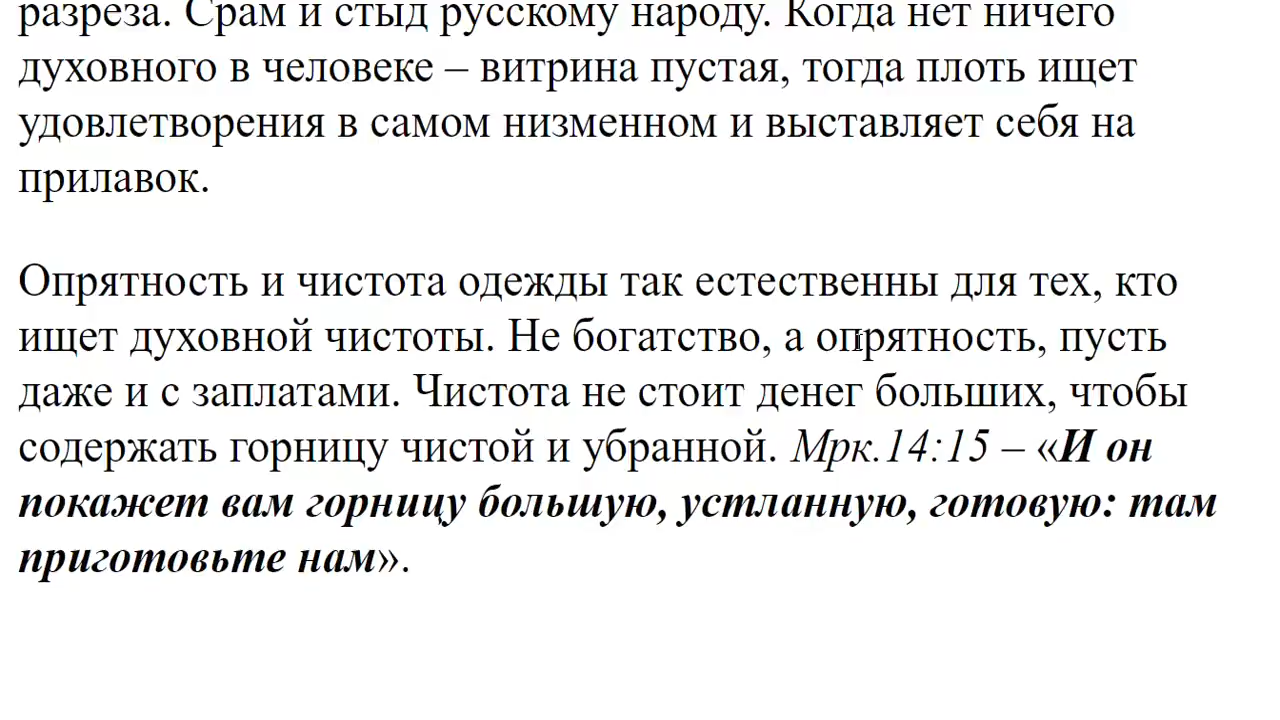 разреза. Срам и стыд русскому народу. Когда нет ничего
духовного в человеке – витрина пустая, тогда плоть ищет
удовлетворения в самом низменном и выставляет себя на
прилавок.
Опрятность и чистота одежды так естественны для тех, кто
ищет духовной чистоты. Не богатство, а опрятность, пусть
даже и с заплатами. Чистота не стоит денег больших, чтобы
содержать горницу чистой и убранной. Мрк.14:15 – «И он
покажет вам горницу большую, устланную, готовую: там
приготовьте нам».